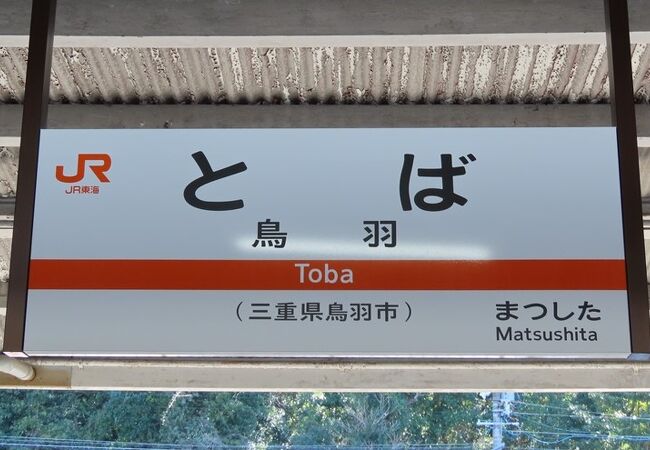 JR
JR東海
とば
鳥羽
Toba
（三重県鳥羽市）
まつした
Matsushita